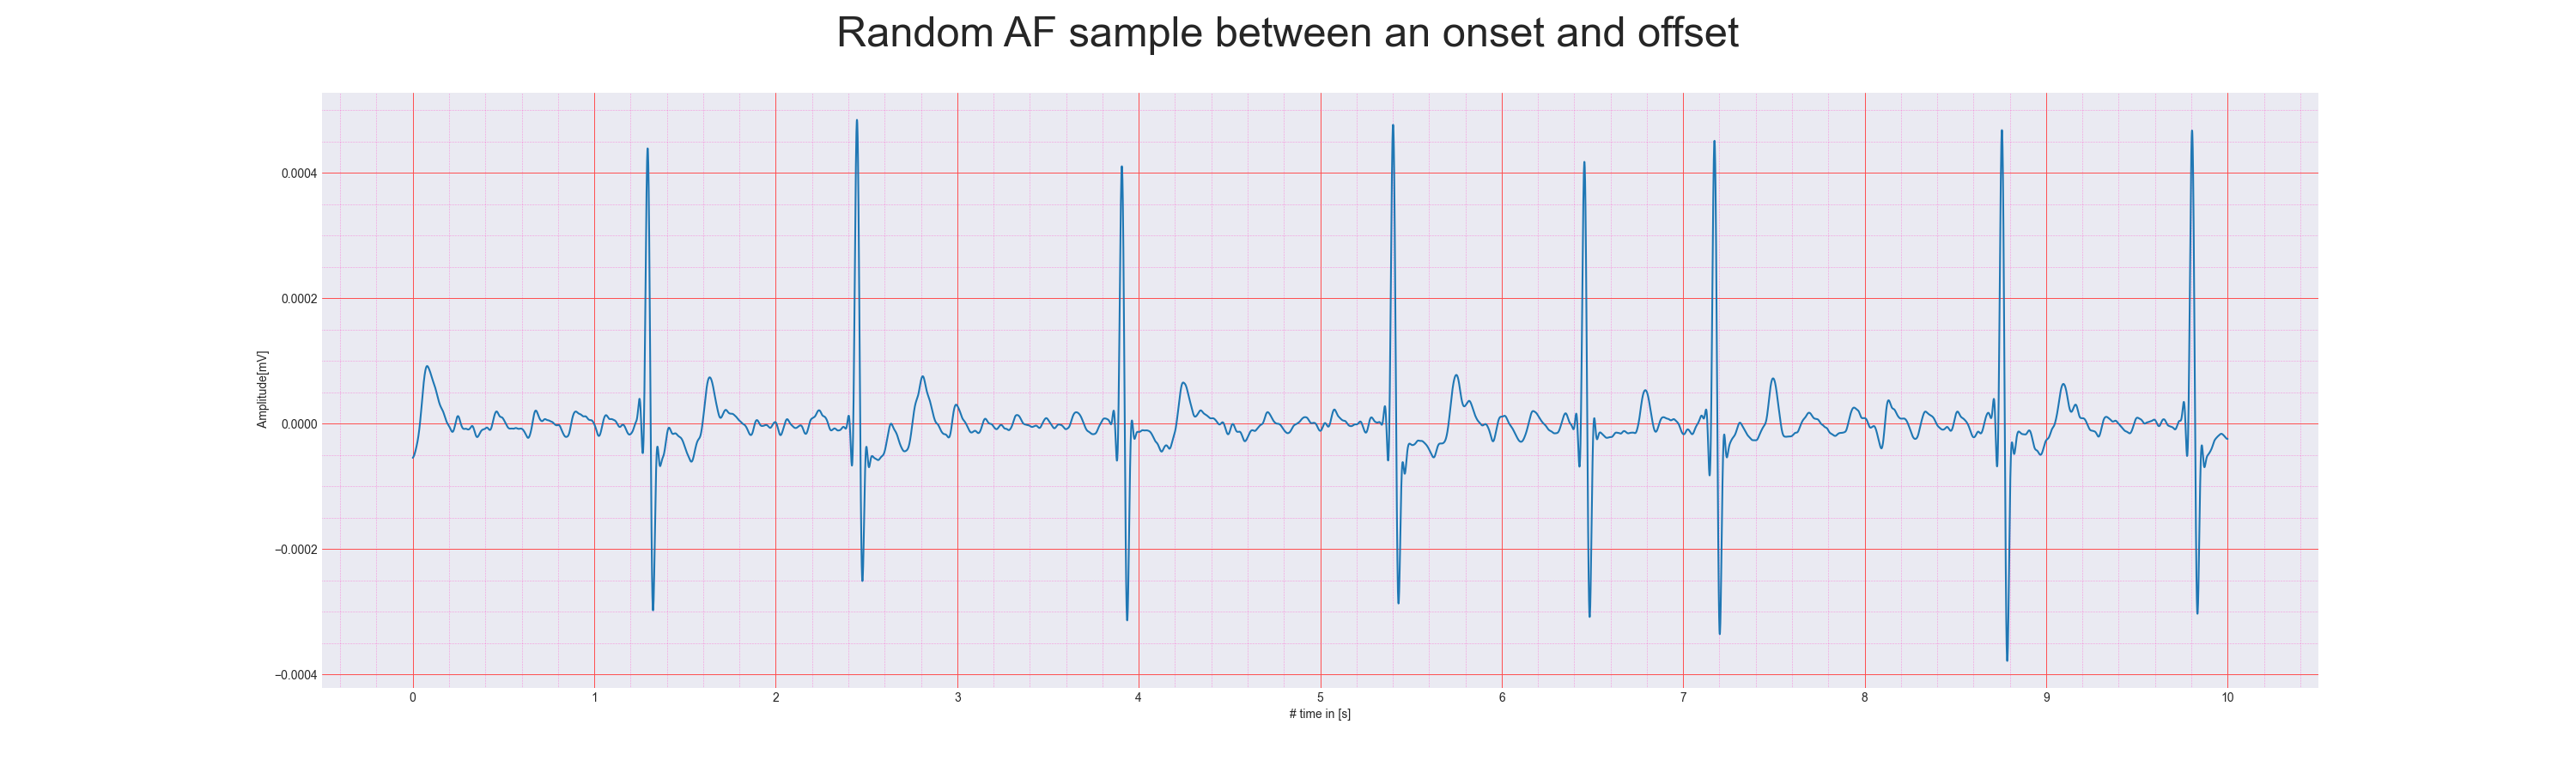 Random AF sample between an onset and offset
0.0004
0.0002
0.0000
−0.0002
−0.0004
Amplitude[mV]
0 1 2 3 4 5 6 7 8 9 10
# time in [s]